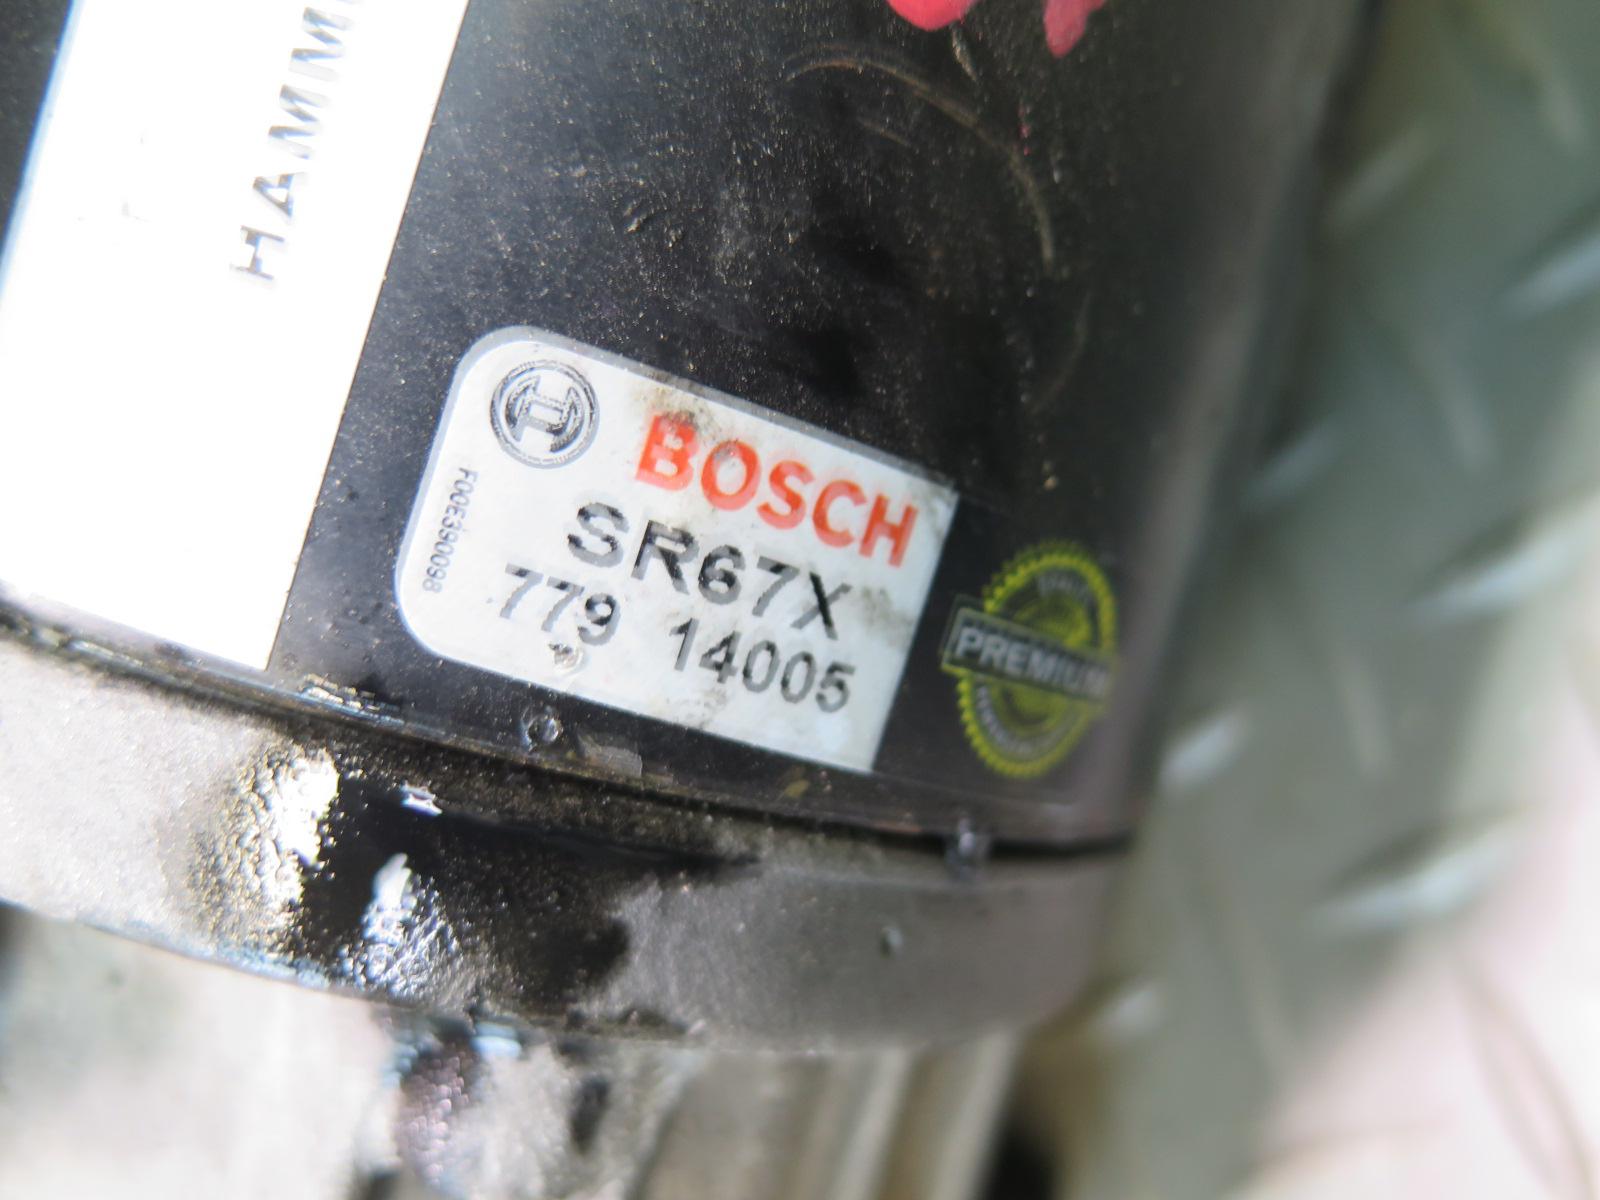 HAMM
BOSCH
SR67X
779 14005
F00E390098
PREMIUM